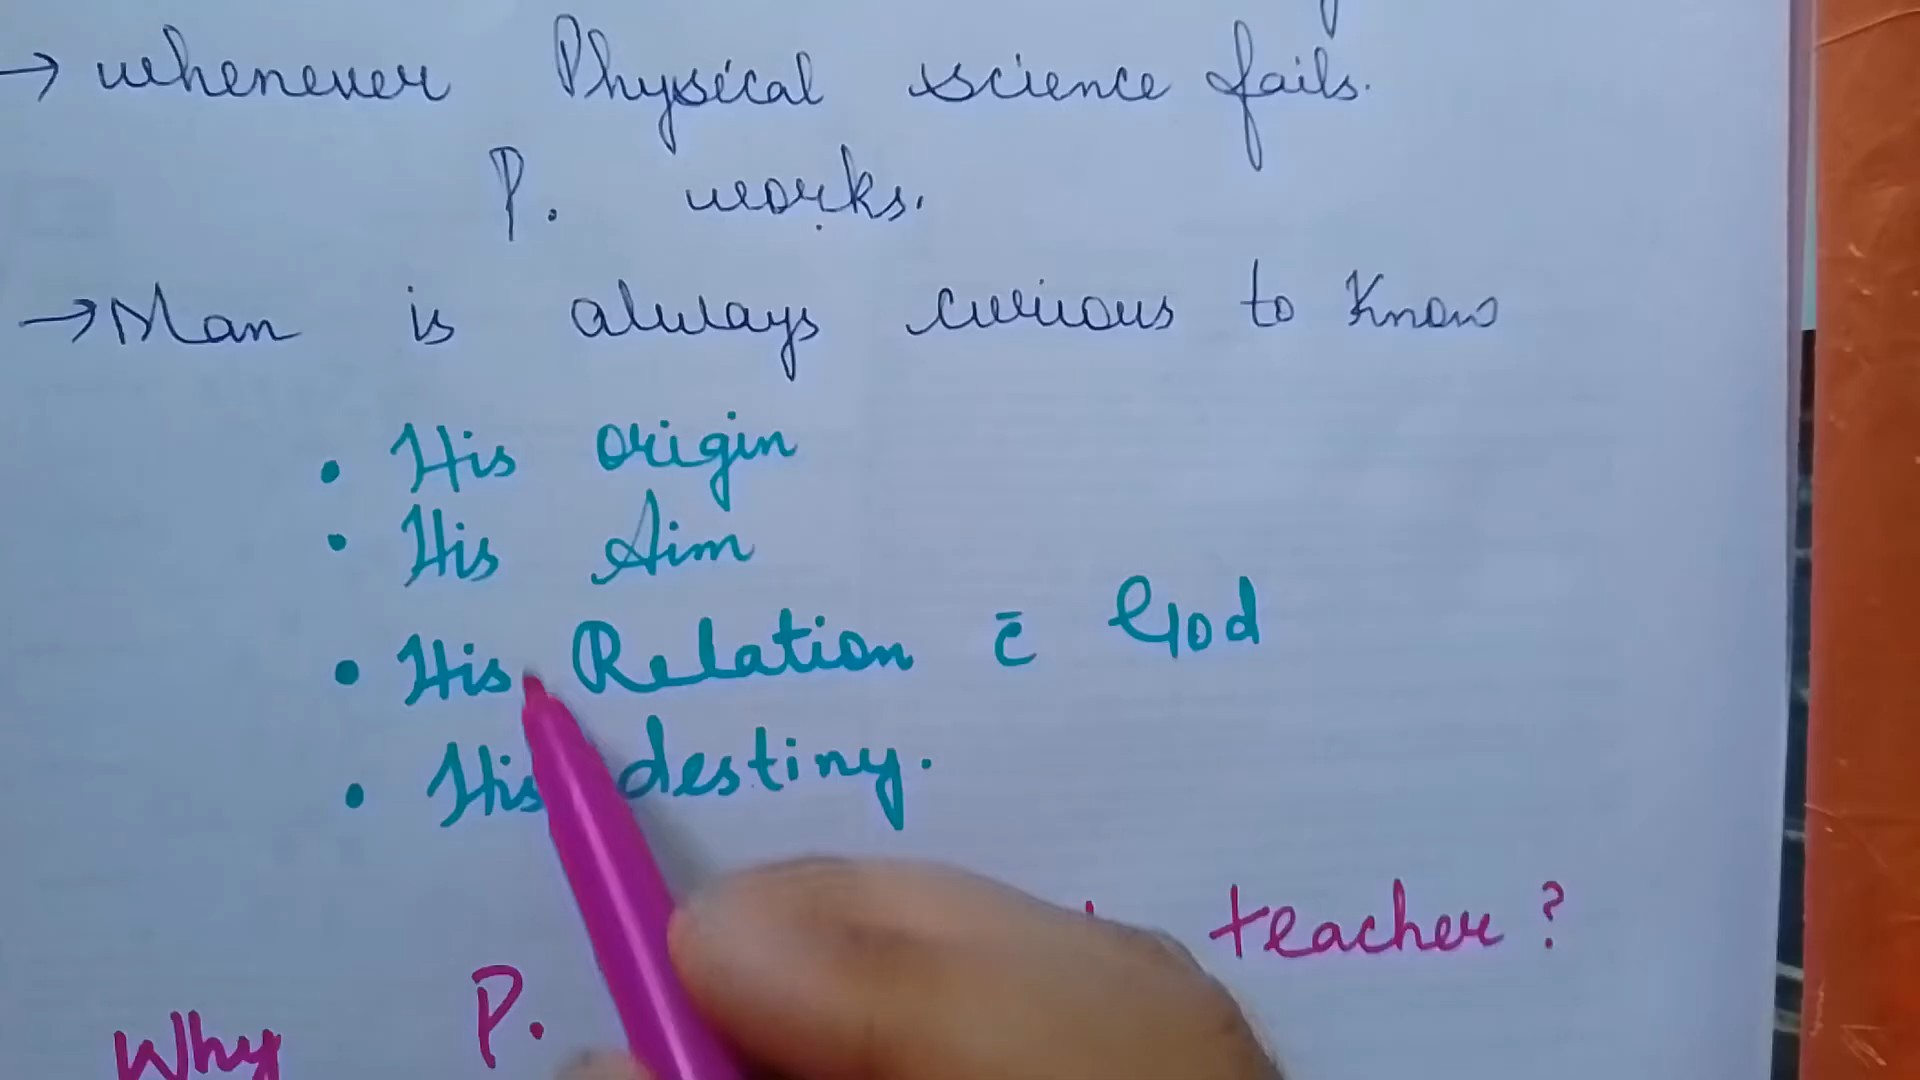 → whenever Physical science fails.
P. works.
→ Man is always curious to know
• His origin
• His Aim
• His Relation c̄ God
• His destiny.
Why P. teacher?